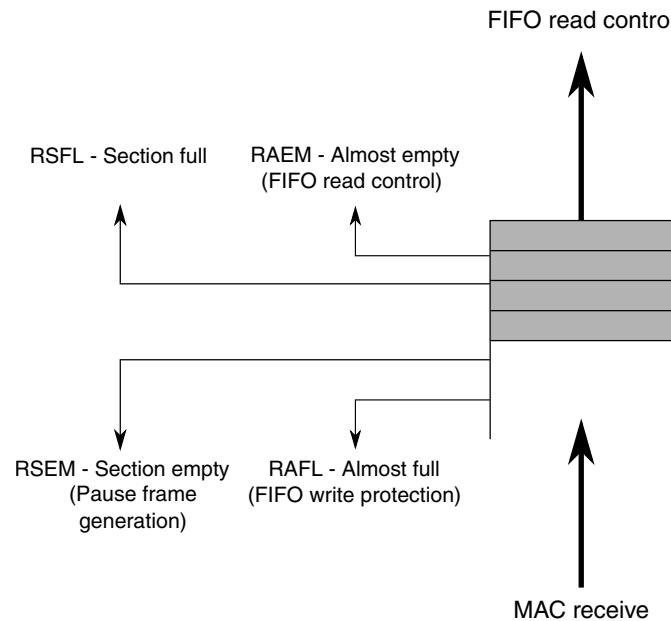 FIFO read contro
RSFL - Section full
RAEM - Almost empty
(FIFO read control)
RSEM - Section empty
(Pause frame
generation)
RAFL - Almost full
(FIFO write protection)
MAC receive